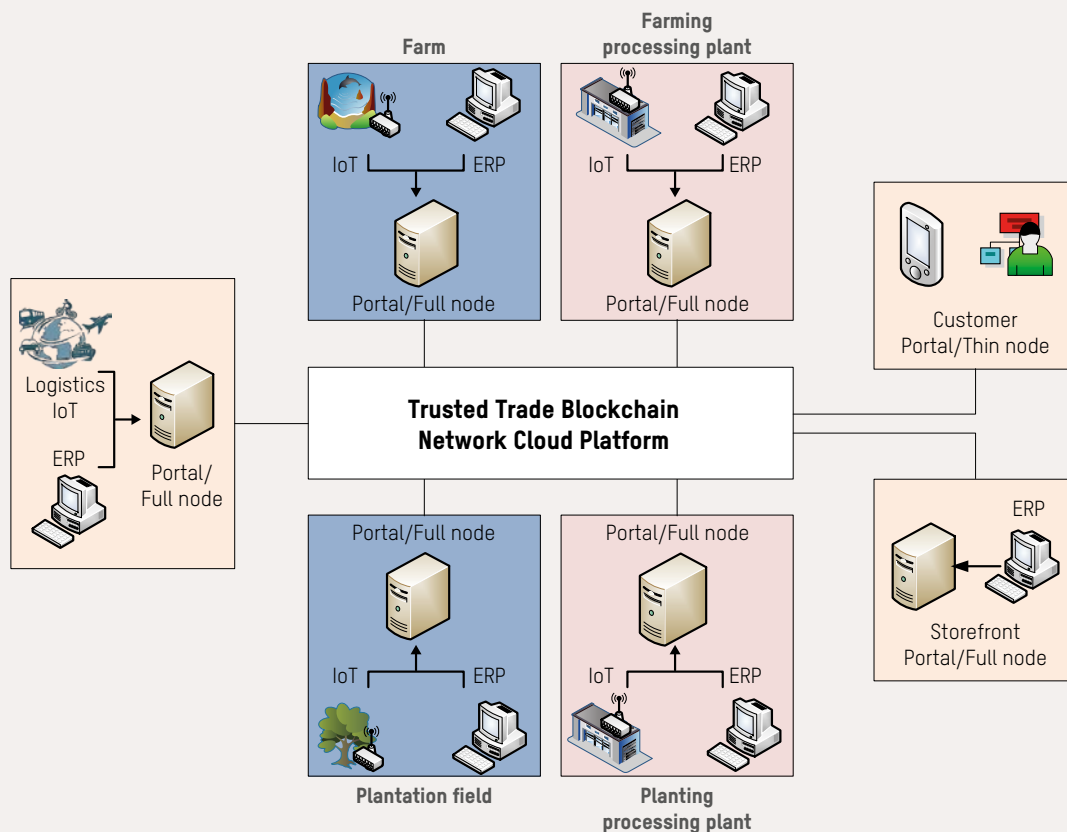 Farm
Farming
processing plant
IoT
ERP
IoT
ERP
Portal/Full node
Portal/Full node
Customer
Portal/Thin node
Logistics
IoT
ERP
Portal/
Full node
Trusted Trade Blockchain
Network Cloud Platform
Portal/Full node
Portal/Full node
ERP
Storefront
Portal/Full node
IoT
ERP
IoT
ERP
Plantation field
Planting
processing plant